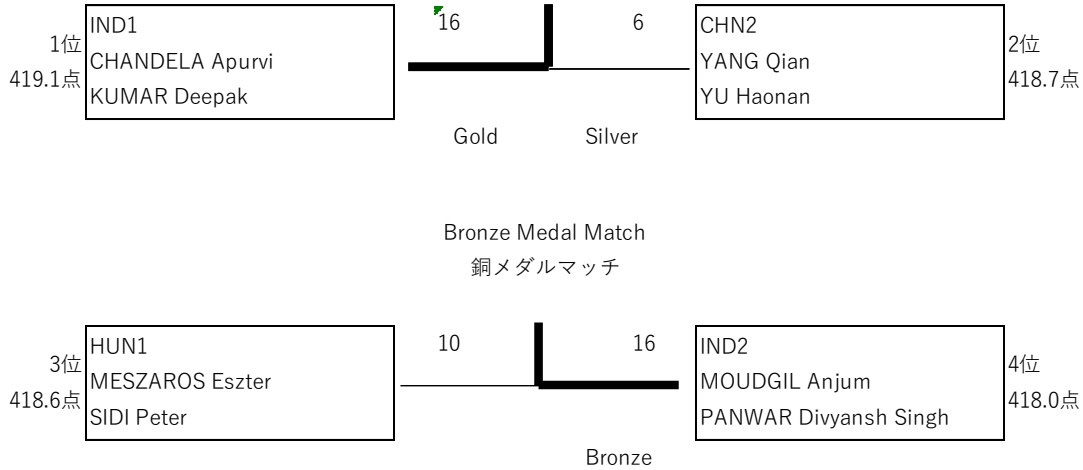 IND1
CHANDELA Apurvi
KUMAR Deepak
1位
419.1点
16
6
CHN2
YANG Qian
YU Haonan
2位
418.7点
Gold
Silver
Bronze Medal Match
銅メダルマッチ
HUN1
MESZAROS Eszter
SIDI Peter
3位
418.6点
10
16
IND2
MOUDGIL Anjum
PANWAR Divyansh Singh
4位
418.0点
Bronze